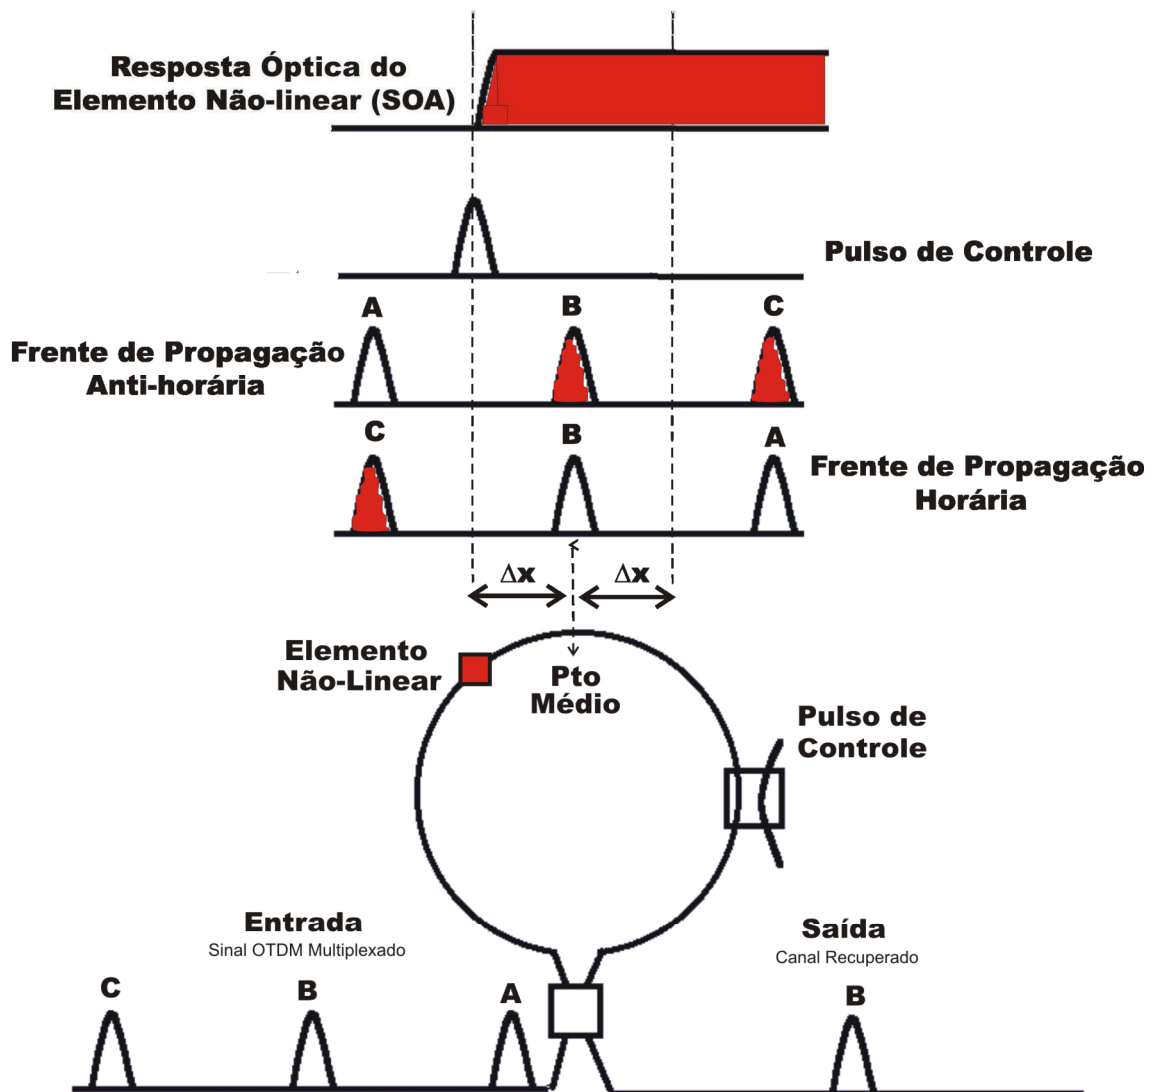 Resposta Óptica do
Elemento Não-linear (SOA)
Pulso de Controle
A B C
Frente de Propagação
Anti-horária
C B A
Frente de Propagação
Horária
Δx Δx
Elemento
Não-Linear
Pto
Médio
Pulso de
Controle
Entrada
Sinal OTDM Multiplexado
Saída
Canal Recuperado
C B A B